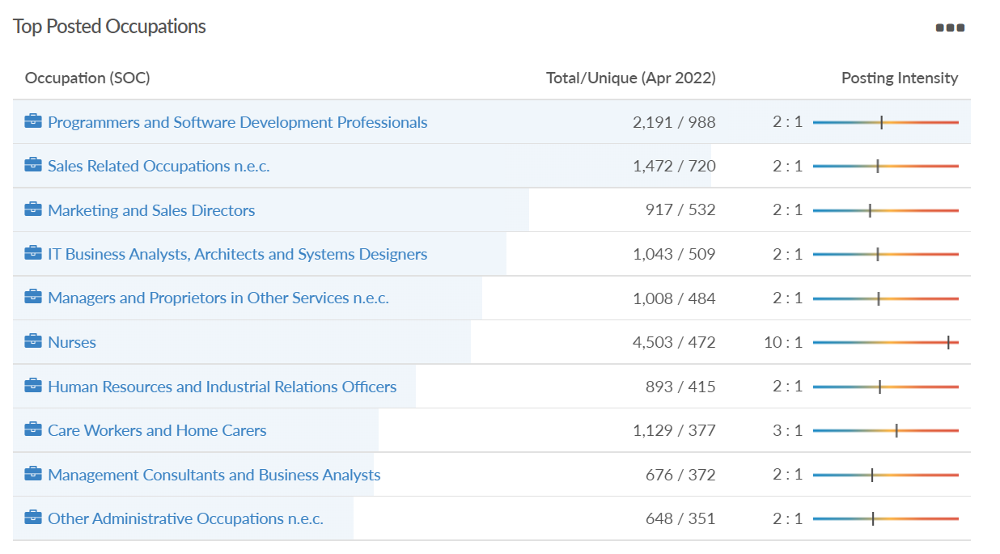 Top Posted Occupations
Occupation (SOC) Total/Unique (Apr 2022) Posting Intensity
Programmers and Software Development Professionals 2,191 / 988 2 : 1
Sales Related Occupations n.e.c. 1,472 / 720 2 : 1
Marketing and Sales Directors 917 / 532 2 : 1
IT Business Analysts, Architects and Systems Designers 1,043 / 509 2 : 1
Managers and Proprietors in Other Services n.e.c. 1,008 / 484 2 : 1
Nurses 4,503 / 472 10 : 1
Human Resources and Industrial Relations Officers 893 / 415 2 : 1
Care Workers and Home Carers 1,129 / 377 3 : 1
Management Consultants and Business Analysts 676 / 372 2 : 1
Other Administrative Occupations n.e.c. 648 / 351 2 : 1